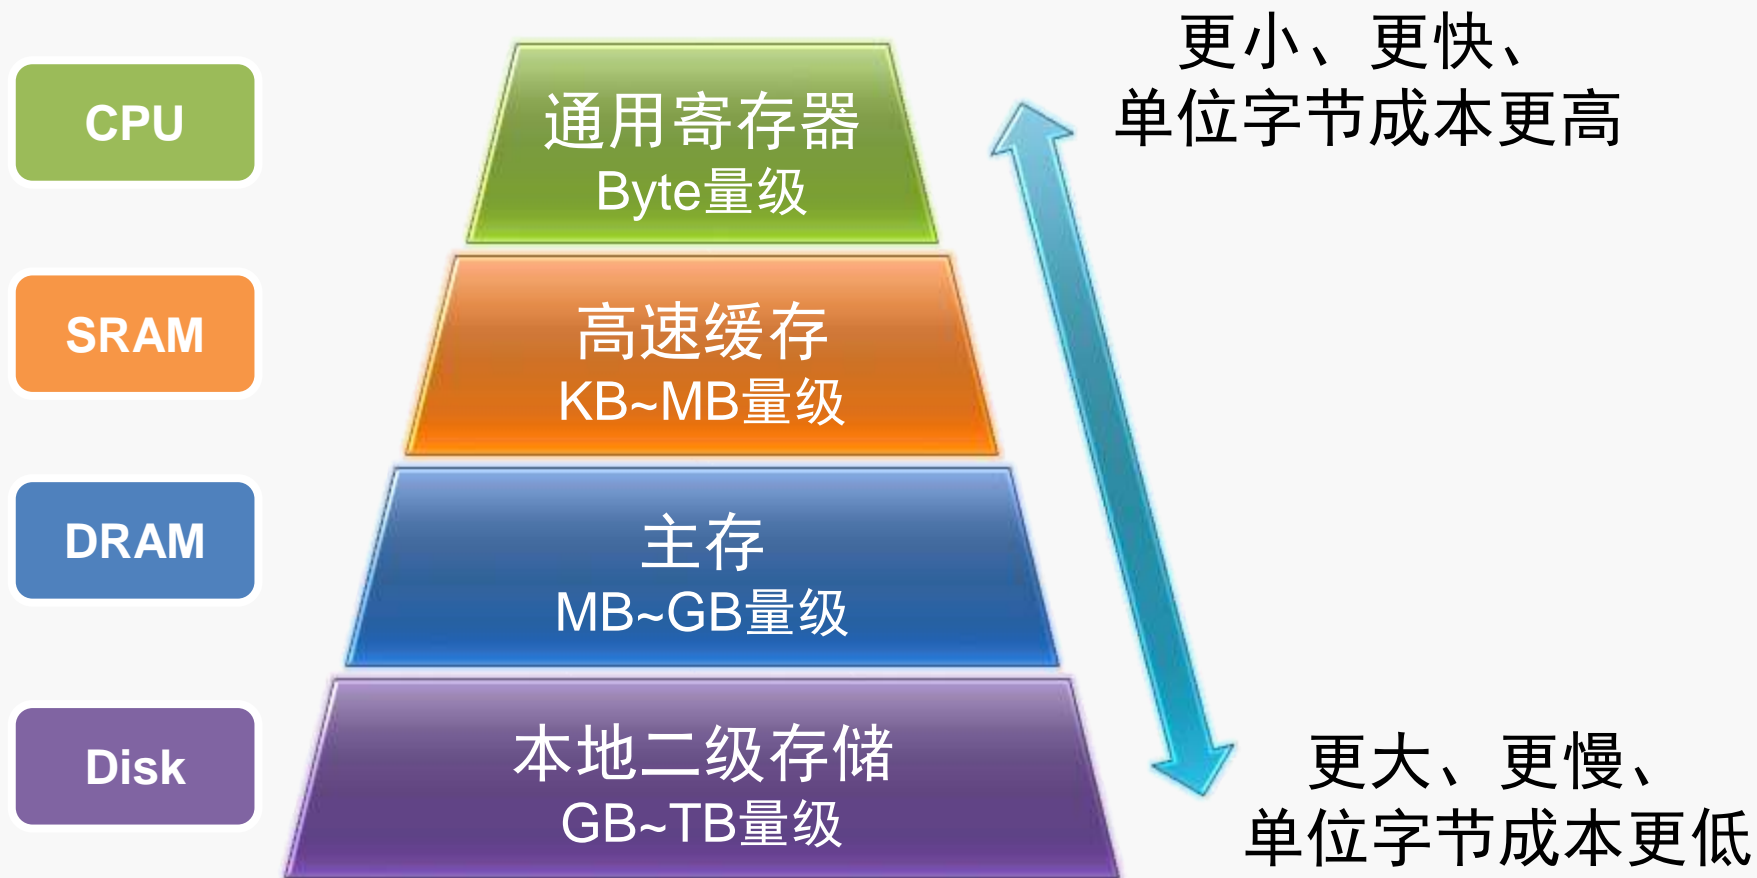 更小、更快、
单位字节成本更高
CPU
通用寄存器
Byte量级
SRAM
高速缓存
KB~MB量级
DRAM
主存
MB~GB量级
Disk
本地二级存储
GB~TB量级
更大、更慢、
单位字节成本更低